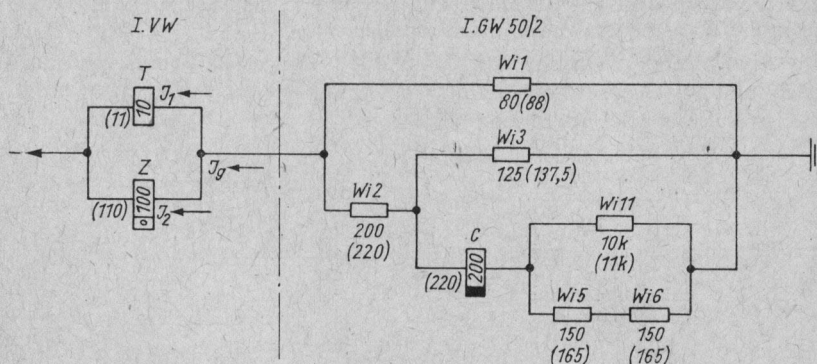 I.VW
I.GW 50/2
T
10
(11)
J1
Z
100
(110)
J2
Jg
Wi1
80(88)
Wi3
125(137,5)
Wi2
200
(220)
C
200
(220)
Wi11
10k
(11k)
Wi5
150
(165)
Wi6
150
(165)